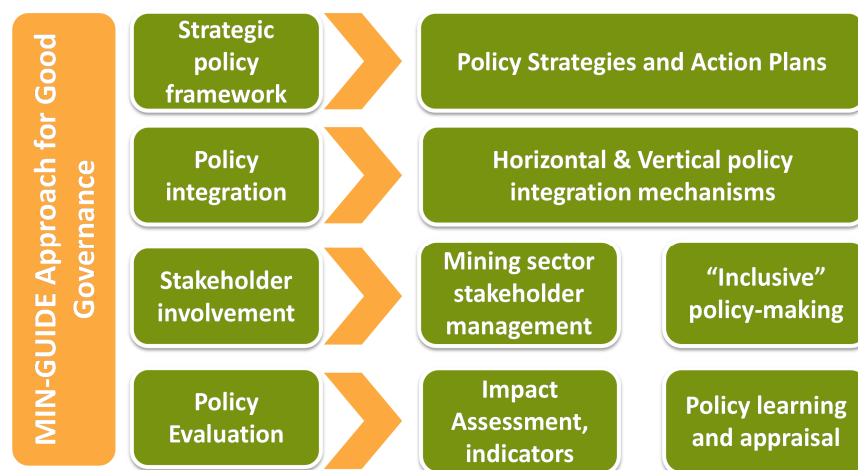 MIN-GUIDE Approach for Good
Governance
Strategic
policy
framework
Policy Strategies and Action Plans
Policy
integration
Horizontal & Vertical policy
integration mechanisms
Stakeholder
involvement
Mining sector
stakeholder
management
“Inclusive”
policy-making
Policy
Evaluation
Impact
Assessment,
indicators
Policy learning
and appraisal